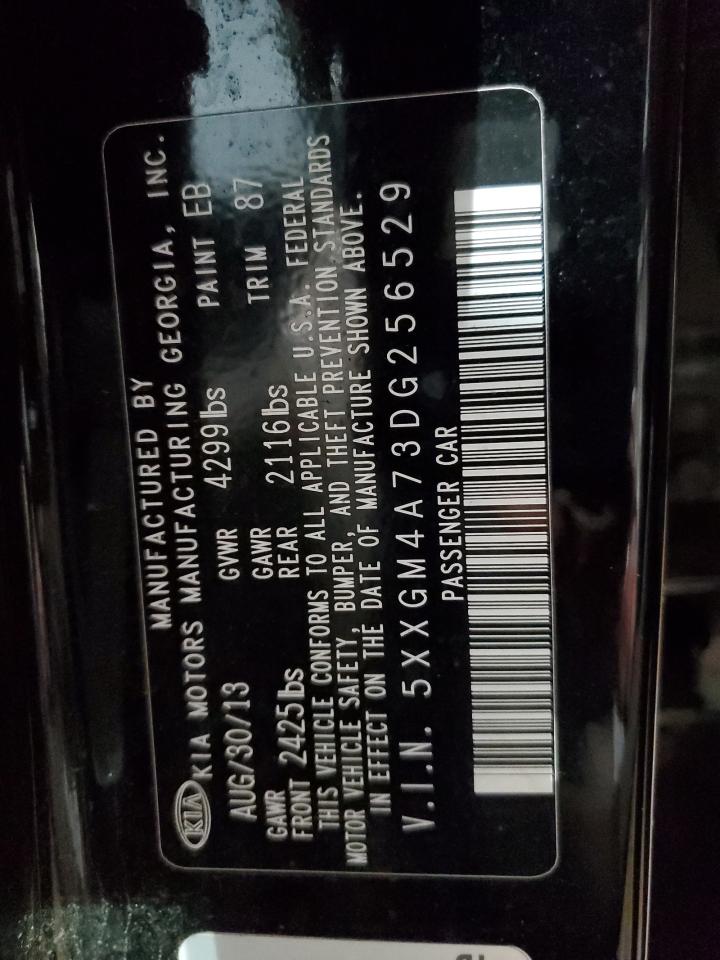 MANUFACTURED BY
KIA KIA MOTORS MANUFACTURING GEORGIA, INC.
AUG/30/13 GVWR 4299lbs PAINT EB
GAWR GAWR
FRONT 2425lbs REAR 2116lbs TRIM 87
THIS VEHICLE CONFORMS TO ALL APPLICABLE U.S.A. FEDERAL
MOTOR VEHICLE SAFETY, BUMPER, AND THEFT PREVENTION STANDARDS
IN EFFECT ON THE DATE OF MANUFACTURE SHOWN ABOVE.
V.I.N. 5XXGM4A73DG256529
PASSENGER CAR